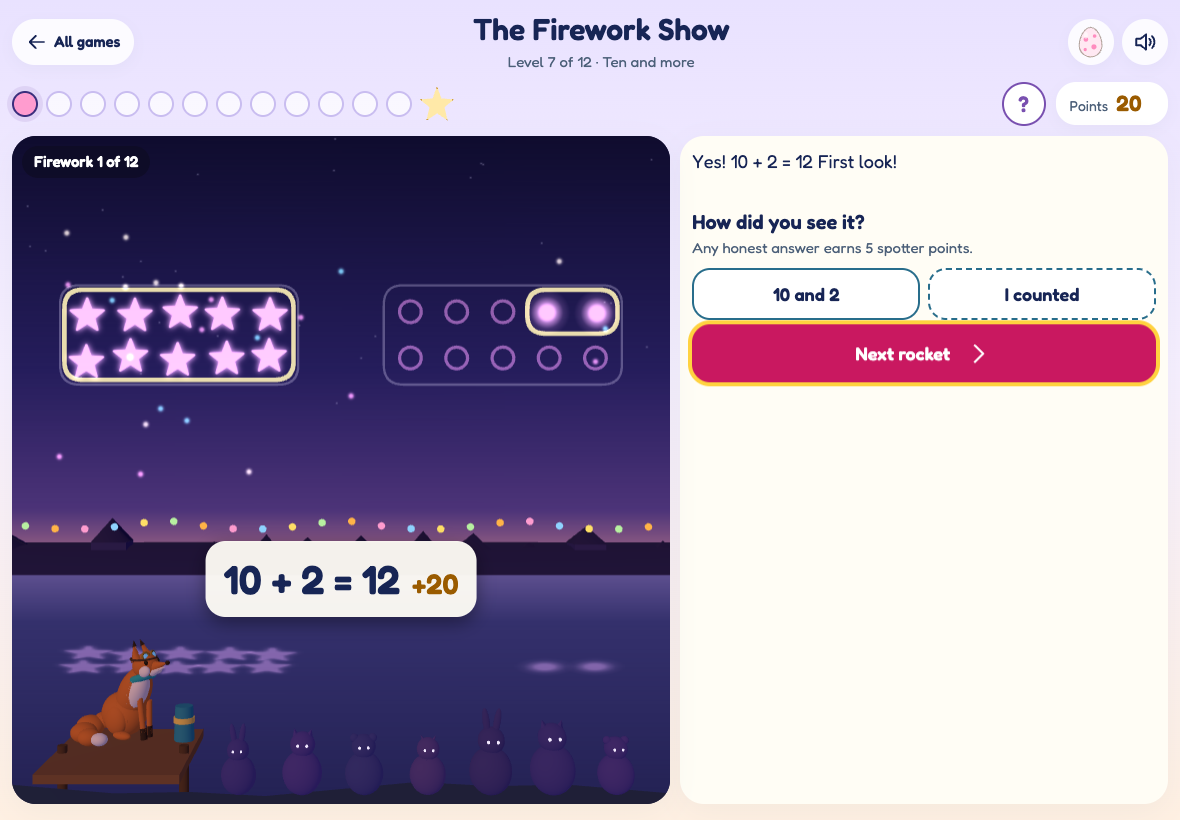 All games
The Firework Show
Level 7 of 12 · Ten and more
?
Points 20
Firework 1 of 12
10 + 2 = 12 +20
Yes! 10 + 2 = 12 First look!
How did you see it?
Any honest answer earns 5 spotter points.
10 and 2
I counted
Next rocket